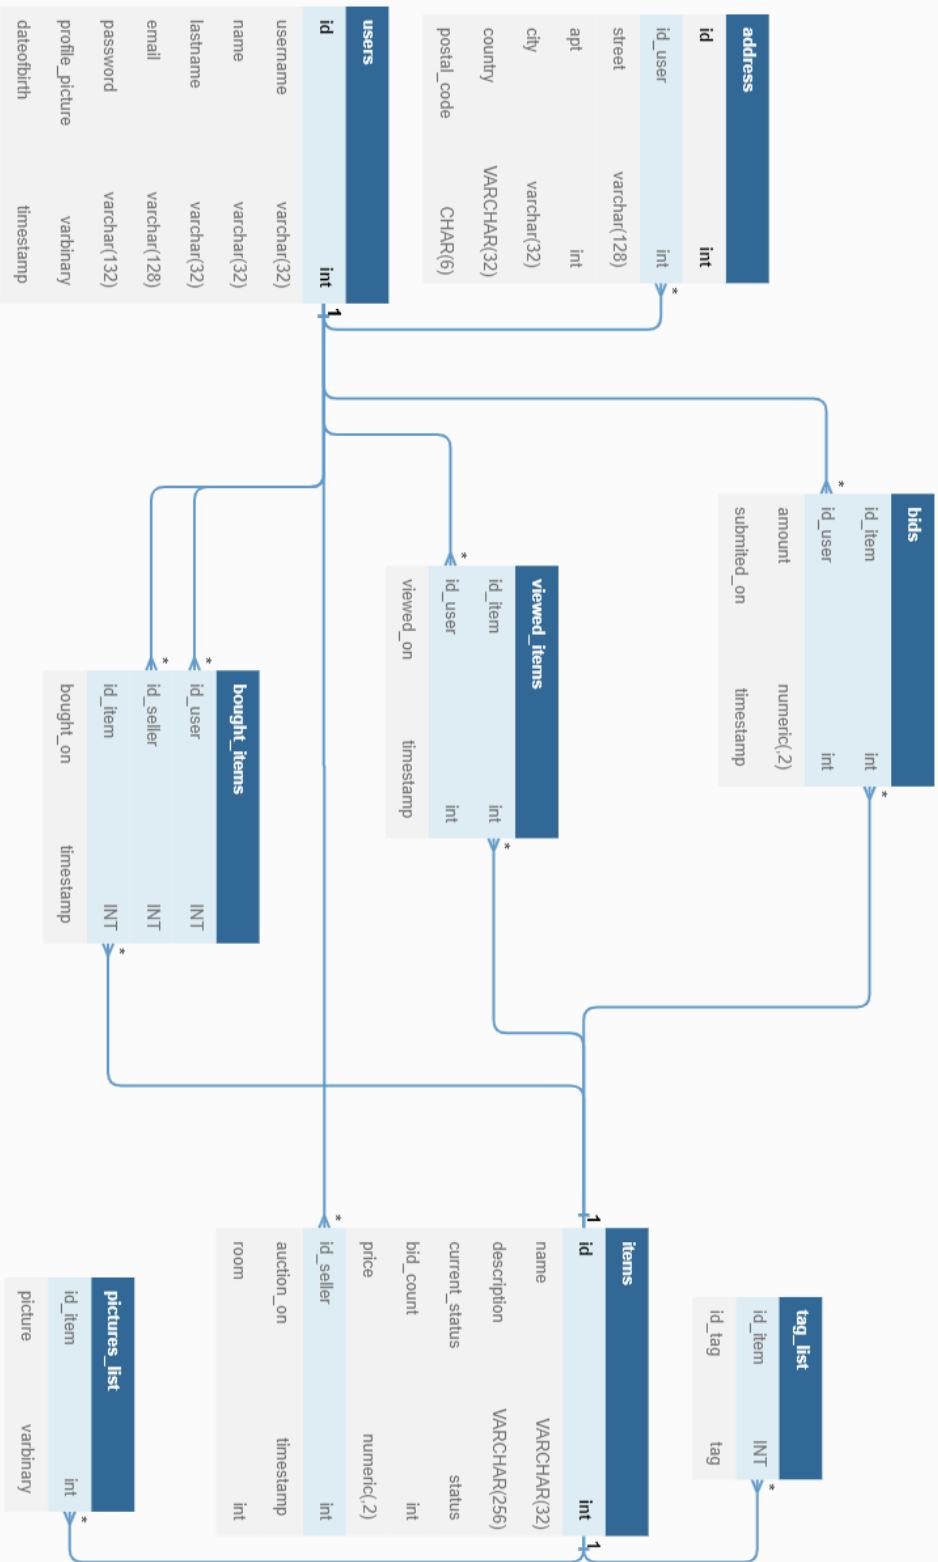 address
id int
id_user int
street varchar(128)
apt int
city varchar(32)
country VARCHAR(32)
postal_code CHAR(6)
*
users
id int
username varchar(32)
name varchar(32)
lastname varchar(32)
email varchar(128)
password varchar(132)
profile_picture varbinary
dateofbirth timestamp
1
bids
id_item int
id_user int
amount numeric(,2)
submited_on timestamp
*
*
viewed_items
id_item int
id_user int
viewed_on timestamp
*
*
bought_items
id_user INT
id_seller INT
id_item INT
bought_on timestamp
*
*
*
items
id int
name VARCHAR(32)
description VARCHAR(256)
current_status status
bid_count int
price numeric(,2)
id_seller int
auction_on timestamp
room int
1
*
1
tag_list
id_item INT
id_tag tag
*
pictures_list
id_item int
picture varbinary
*